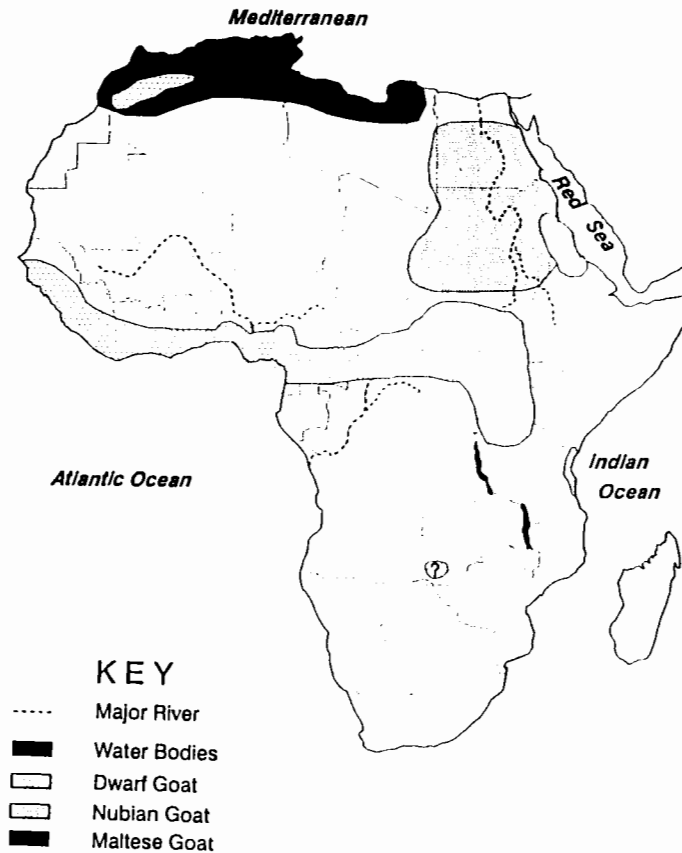 Mediterranean
Red Sea
Atlantic Ocean
Indian
Ocean
?
KEY
Major River
Water Bodies
Dwarf Goat
Nubian Goat
Maltese Goat